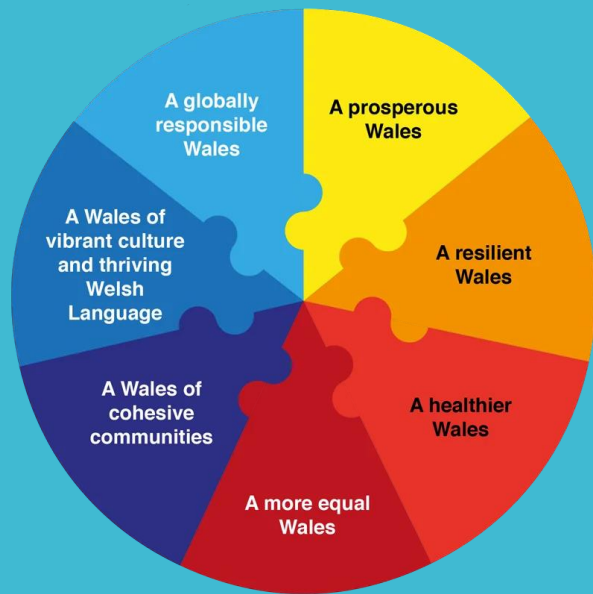 A globally
responsible
Wales
A prosperous
Wales
A resilient
Wales
A healthier
Wales
A more equal
Wales
A Wales of
cohesive
communities
A Wales of
vibrant culture
and thriving
Welsh
Language